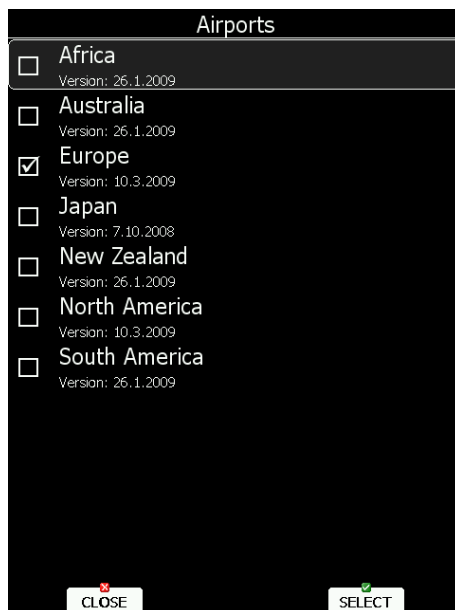 Airports
Africa
Version: 26.1.2009
Australia
Version: 26.1.2009
Europe
Version: 10.3.2009
Japan
Version: 7.10.2008
New Zealand
Version: 26.1.2009
North America
Version: 10.3.2009
South America
Version: 26.1.2009
CLOSE
SELECT